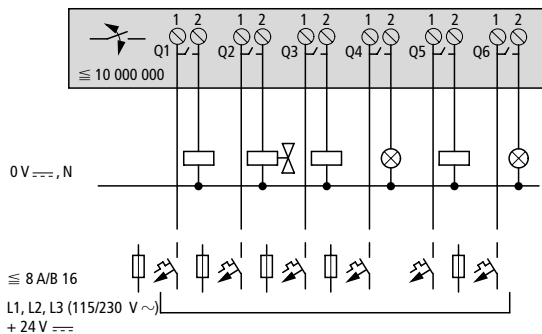 1 2 1 2 1 2 1 2 1 2 1 2
Q1 Q2 Q3 Q4 Q5 Q6
≦ 10 000 000
0 V ⎓, N
≦ 8 A/B 16
L1, L2, L3 (115/230 V ∼)
+ 24 V ⎓